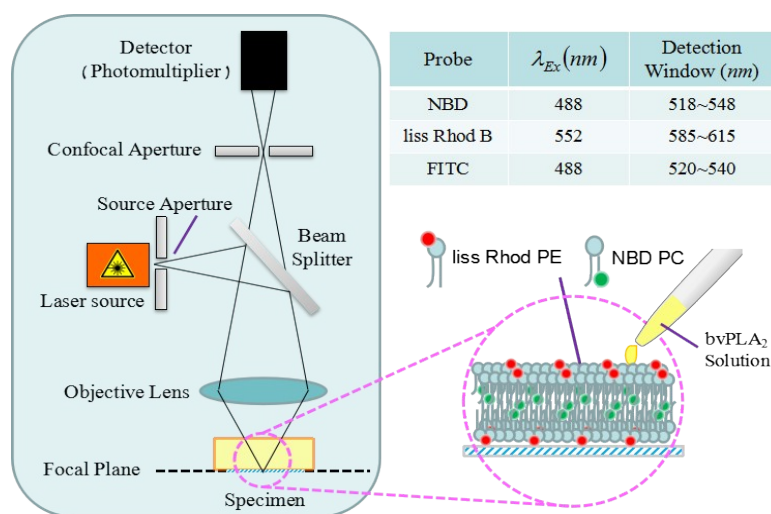 Detector
(Photomultiplier)
Confocal Aperture
Source Aperture
Beam
Splitter
Laser source
Objective Lens
Focal Plane
Specimen
Probe λEx(nm) Detection
Window (nm)
NBD 488 518~548
liss Rhod B 552 585~615
FITC 488 520~540
liss Rhod PE NBD PC
bvPLA₂
Solution